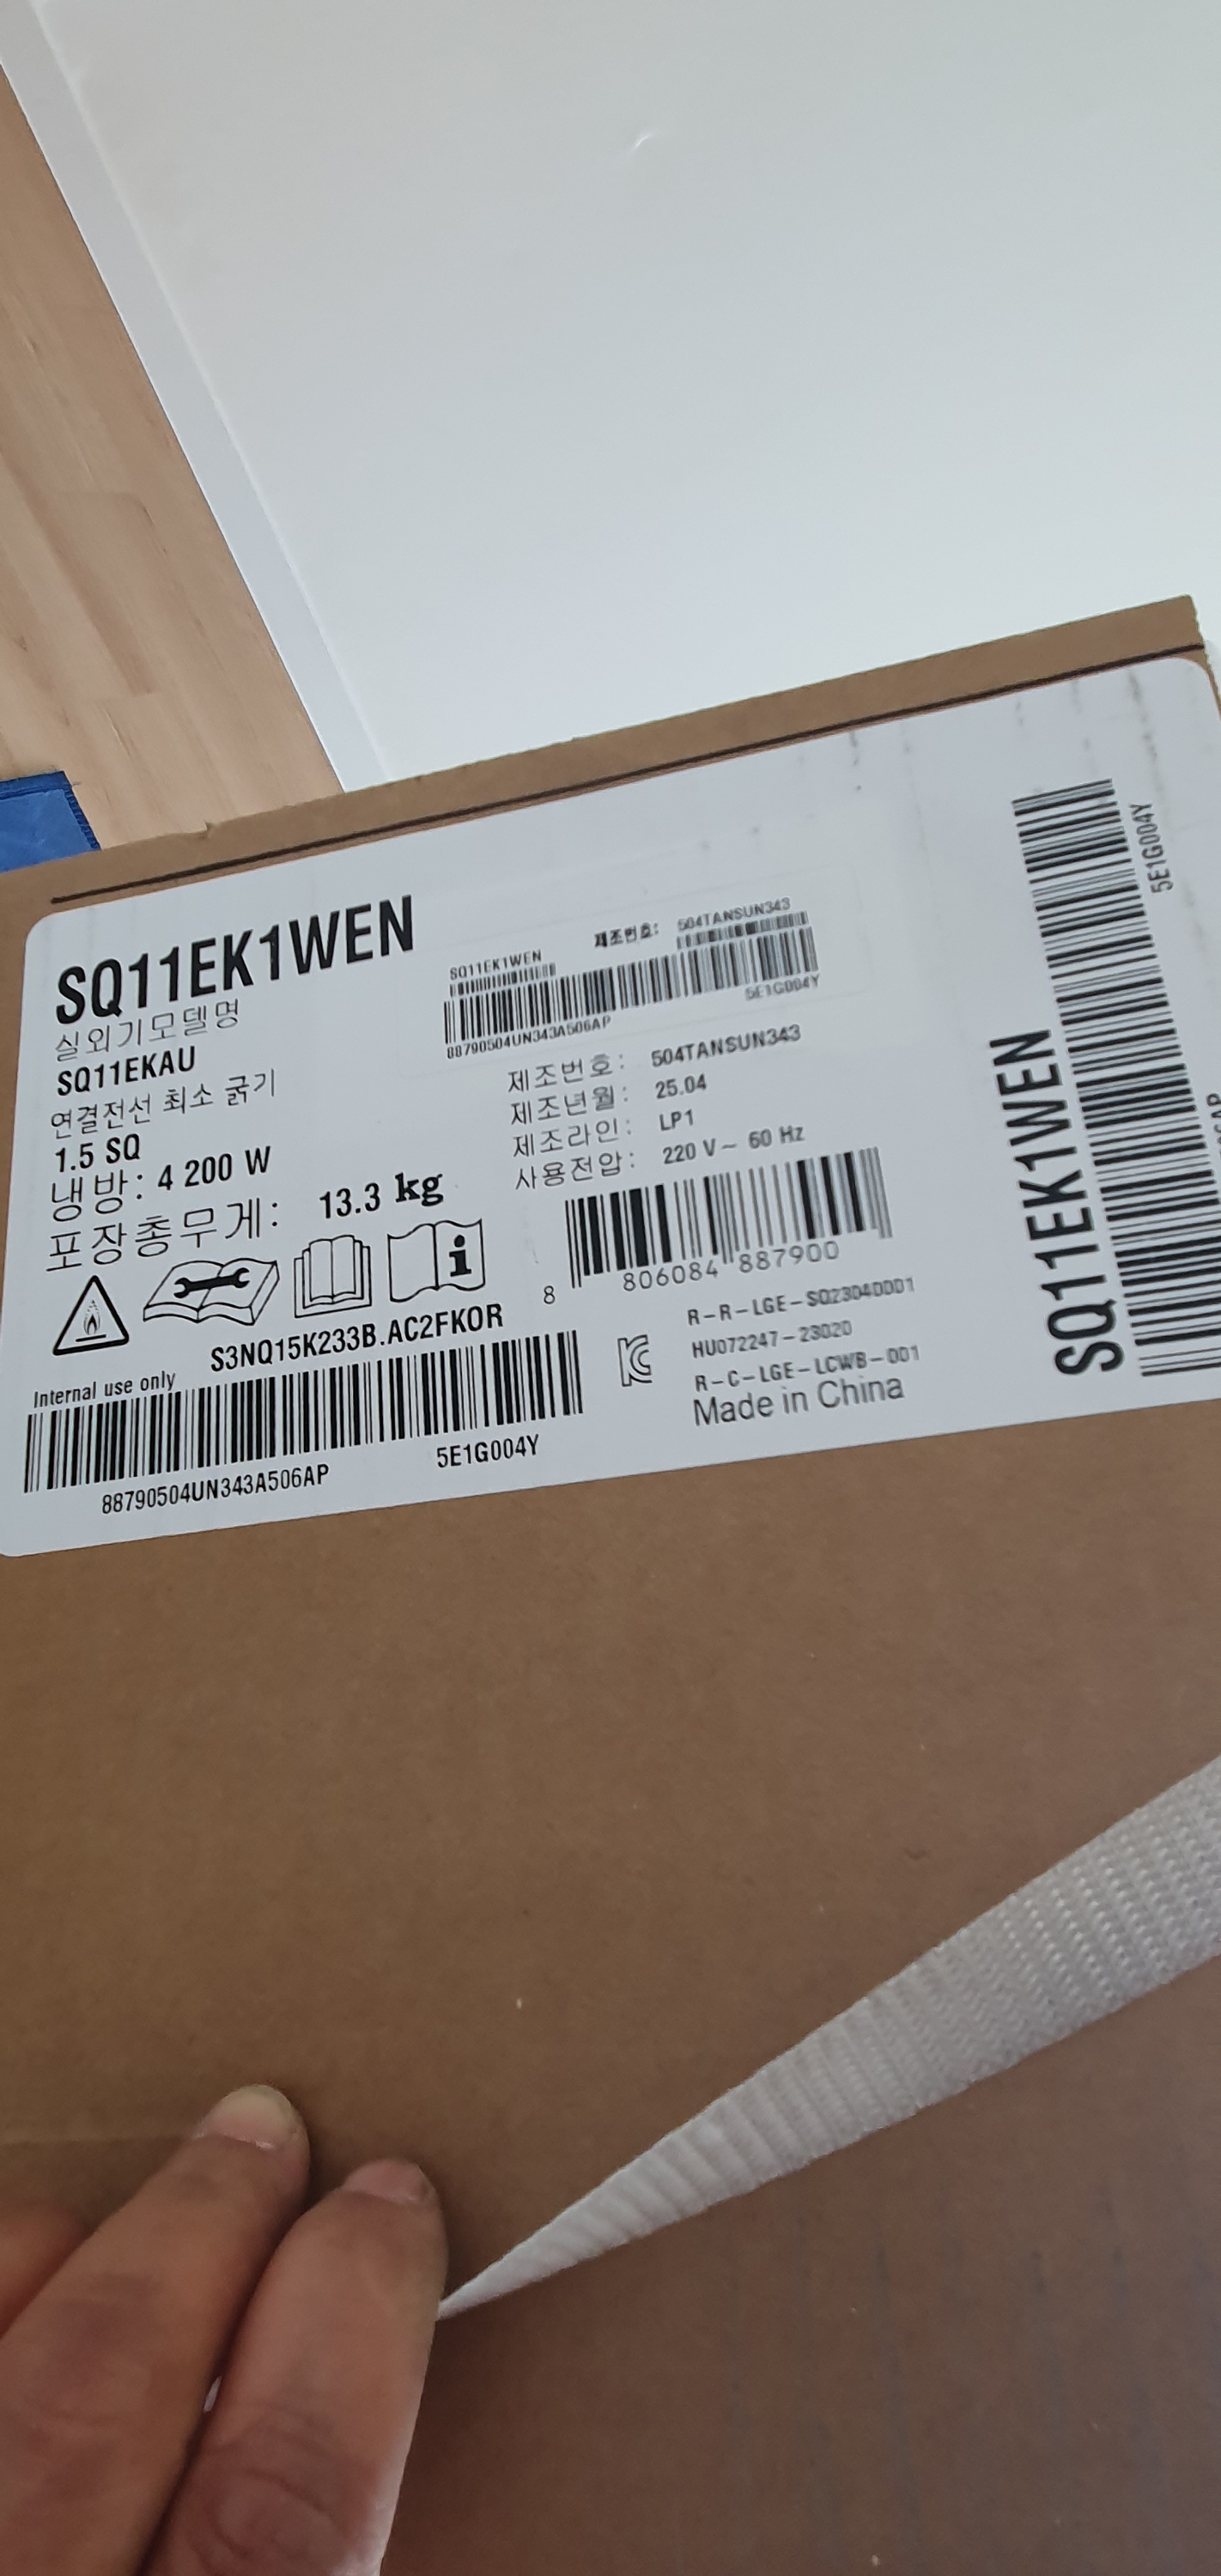 SQ11EK1WEN
실외기모델명
SQ11EKAU
연결전선 최소 굵기
1.5 SQ
냉방: 4 200 W
포장총무게: 13.3 kg
S3NQ15K233B.AC2FKOR
Internal use only
88790504UN343A506AP
5E1G004Y
SQ11EK1WEN
제조번호: 504TANSUN343
88790504UN343A506AP
5E1G004Y
제조번호: 504TANSUN343
제조년월: 25.04
제조라인: LP1
사용전압: 220 V~ 60 Hz
8 806084 887900
R-R-LGE-SQ23040001
HU072247-23020
R-C-LGE-LCWB-001
Made in China
SQ11EK1WEN
5E1G004Y